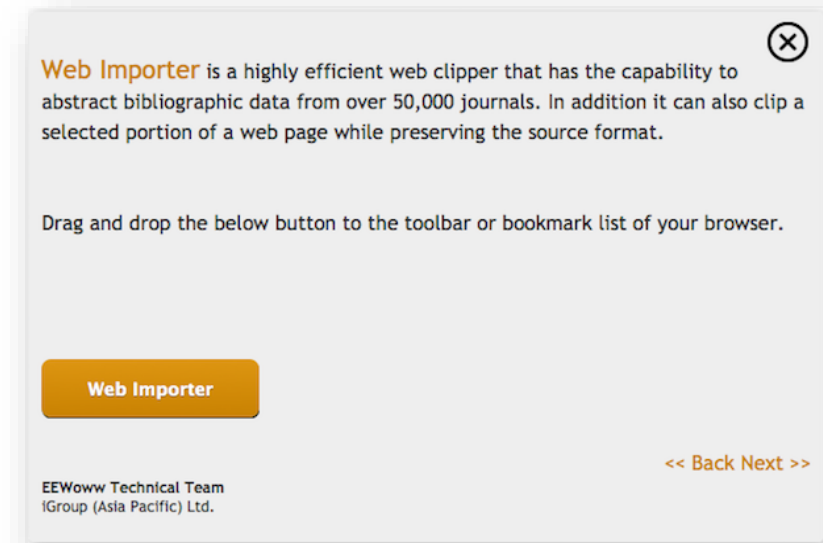 Web Importer is a highly efficient web clipper that has the capability to
abstract bibliographic data from over 50,000 journals. In addition it can also clip a
selected portion of a web page while preserving the source format.
Drag and drop the below button to the toolbar or bookmark list of your browser.
Web Importer
<< Back Next >>
EEWoww Technical Team
iGroup (Asia Pacific) Ltd.